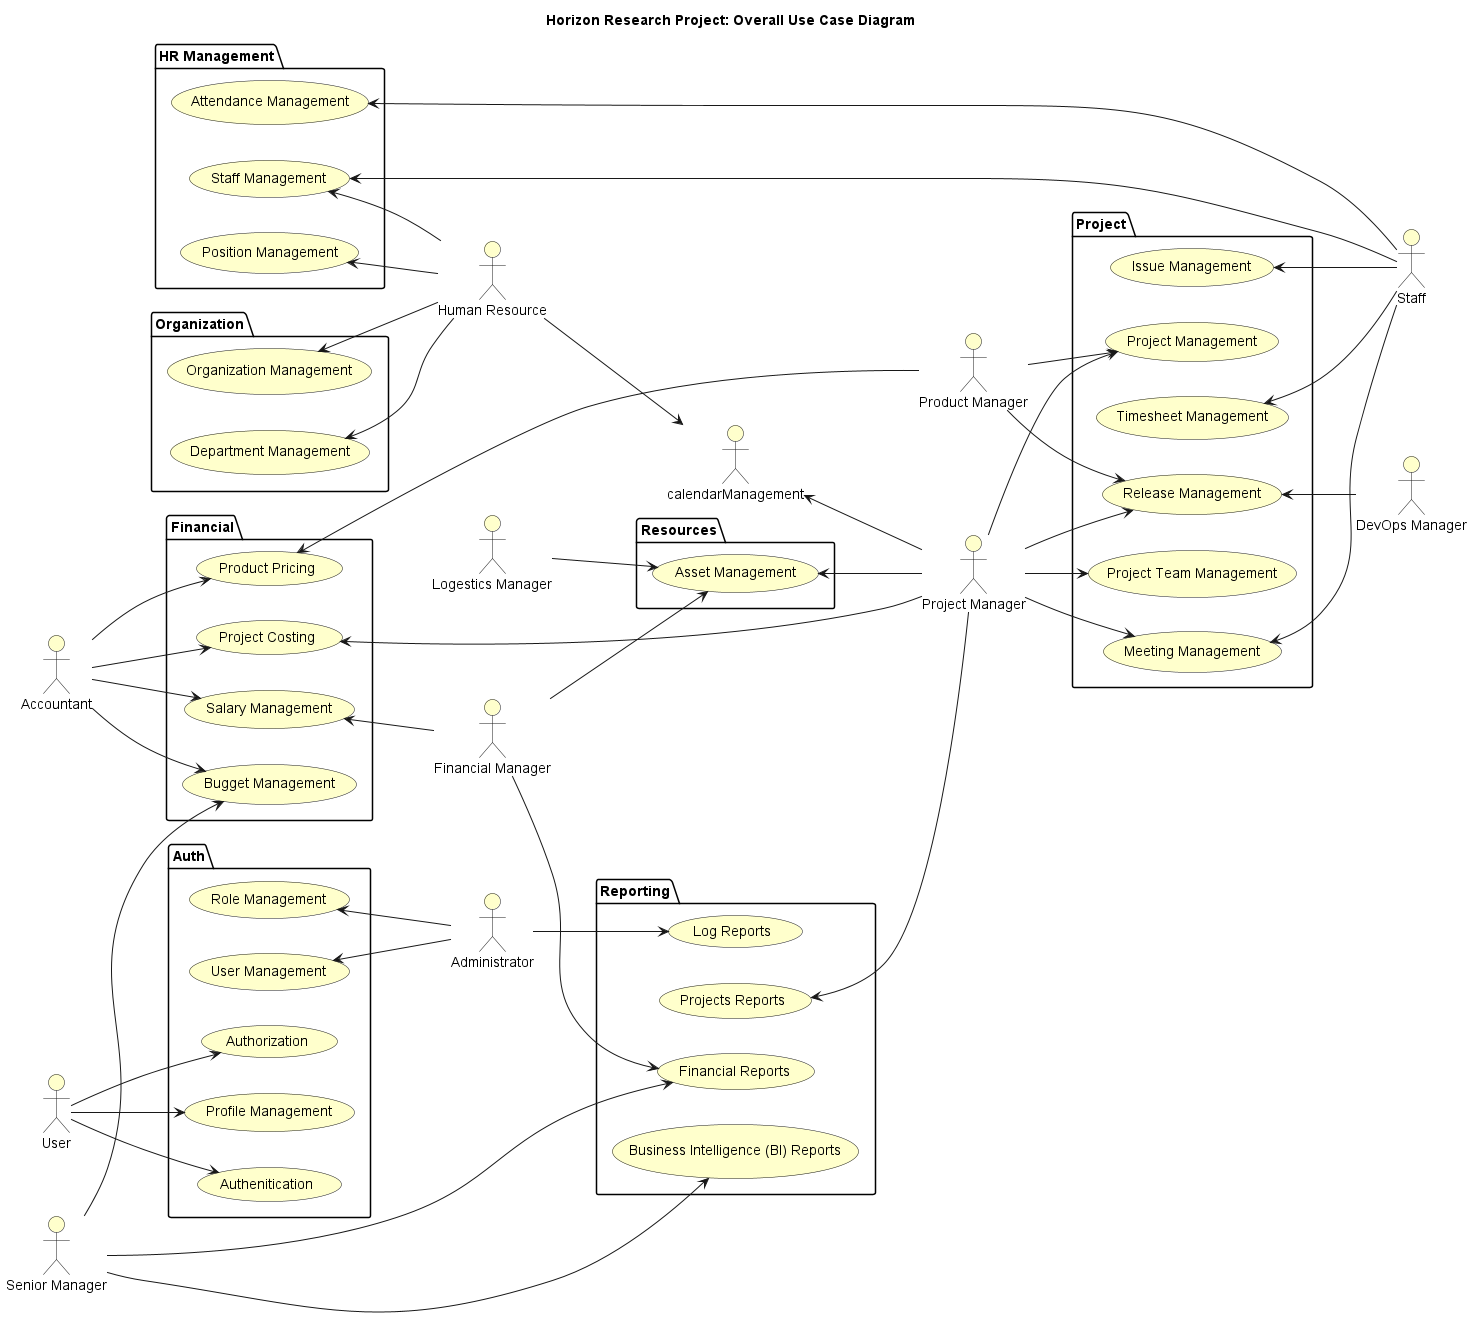 Horizon Research Project: Overall Use Case Diagram
HR Management
Attendance Management
Staff Management
Position Management
Human Resource
Organization
Organization Management
Department Management
Project
Issue Management
Project Management
Timesheet Management
Release Management
Project Team Management
Meeting Management
Staff
Product Manager
DevOps Manager
calendarManagement
Project Manager
Logestics Manager
Resources
Asset Management
Financial
Product Pricing
Project Costing
Salary Management
Bugget Management
Accountant
Financial Manager
Auth
Role Management
User Management
Authorization
Profile Management
Authenitication
Administrator
Reporting
Log Reports
Projects Reports
Financial Reports
Business Intelligence (BI) Reports
User
Senior Manager